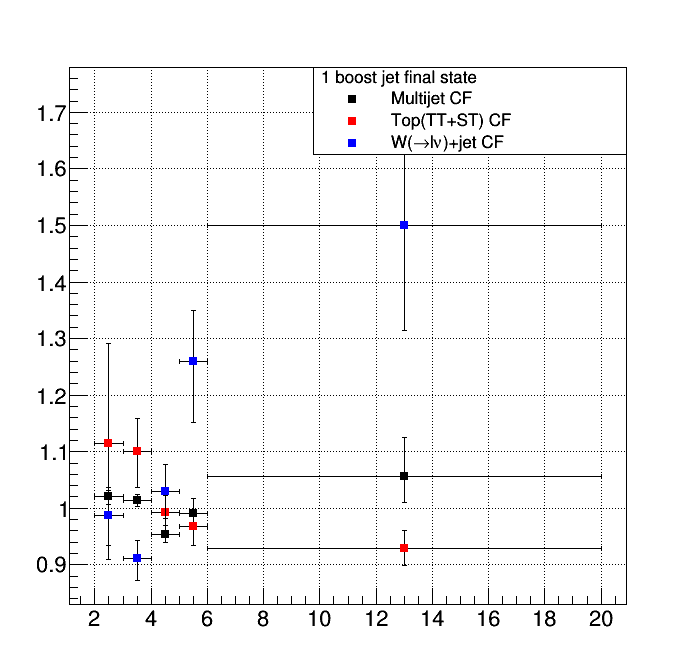 1 boost jet final state
Multijet CF
Top(TT+ST) CF
W(→lν)+jet CF
1.7
1.6
1.5
1.4
1.3
1.2
1.1
1
0.9
2 4 6 8 10 12 14 16 18 20